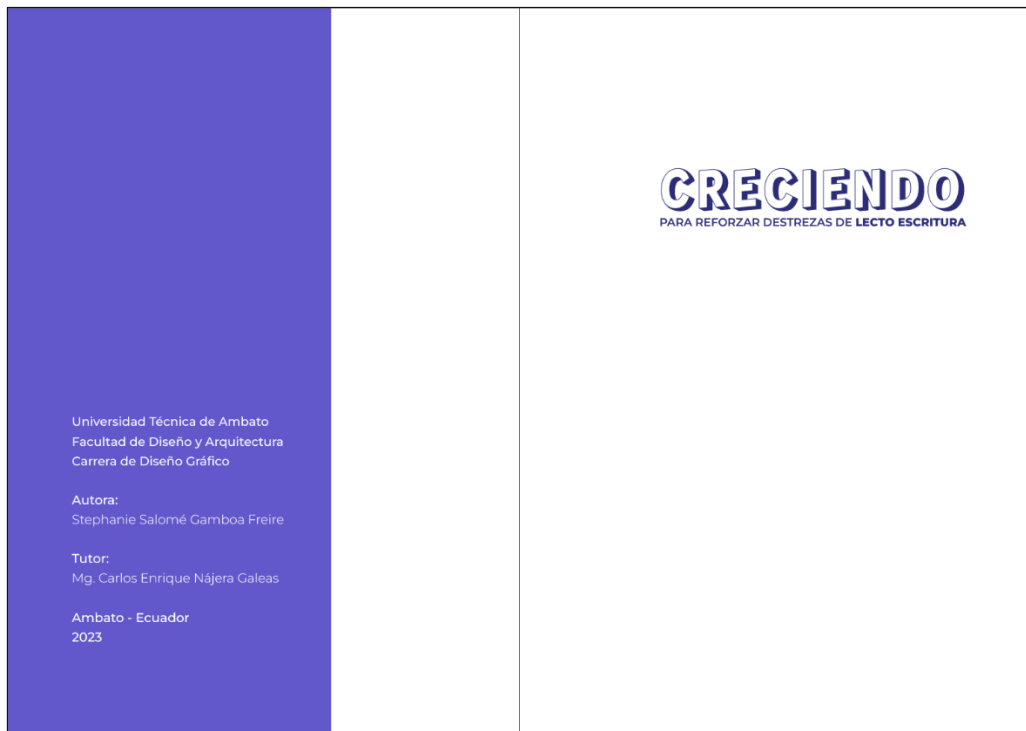 Universidad Técnica de Ambato
Facultad de Diseño y Arquitectura
Carrera de Diseño Gráfico
Autora:
Stephanie Salomé Gamboa Freire
Tutor:
Mg. Carlos Enrique Nájera Galeas
Ambato - Ecuador
2023
CRECIENDO
PARA REFORZAR DESTREZAS DE LECTO ESCRITURA